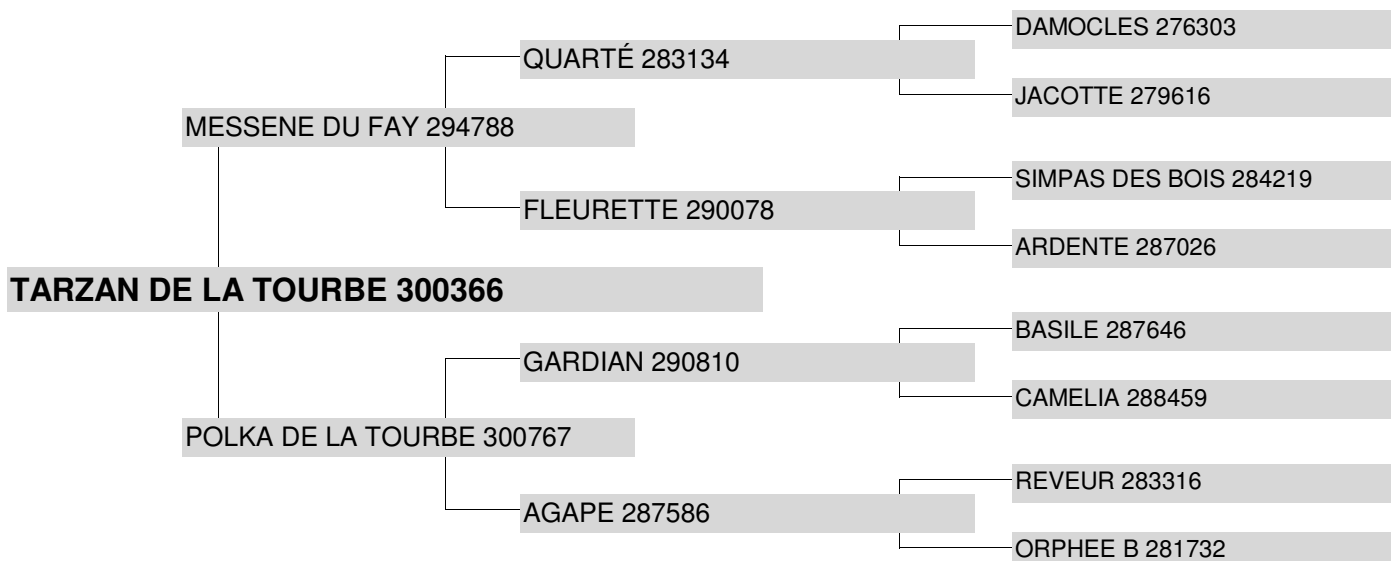 DAMOCLES 276303
QUARTÉ 283134
JACOTTE 279616
MESSENE DU FAY 294788
SIMPAS DES BOIS 284219
FLEURETTE 290078
ARDENTE 287026
TARZAN DE LA TOURBE 300366
BASILE 287646
GARDIAN 290810
CAMELIA 288459
POLKA DE LA TOURBE 300767
REVEUR 283316
AGAPE 287586
ORPHEE B 281732